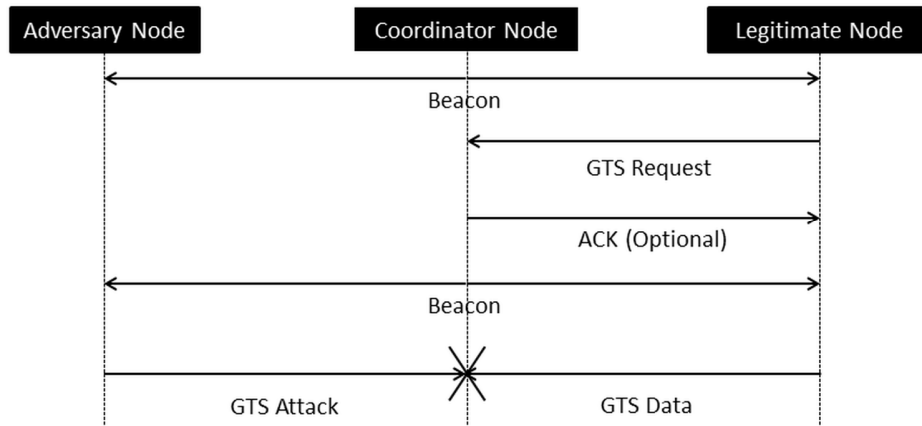 Adversary Node
Coordinator Node
Legitimate Node
Beacon
GTS Request
ACK (Optional)
Beacon
GTS Attack
GTS Data